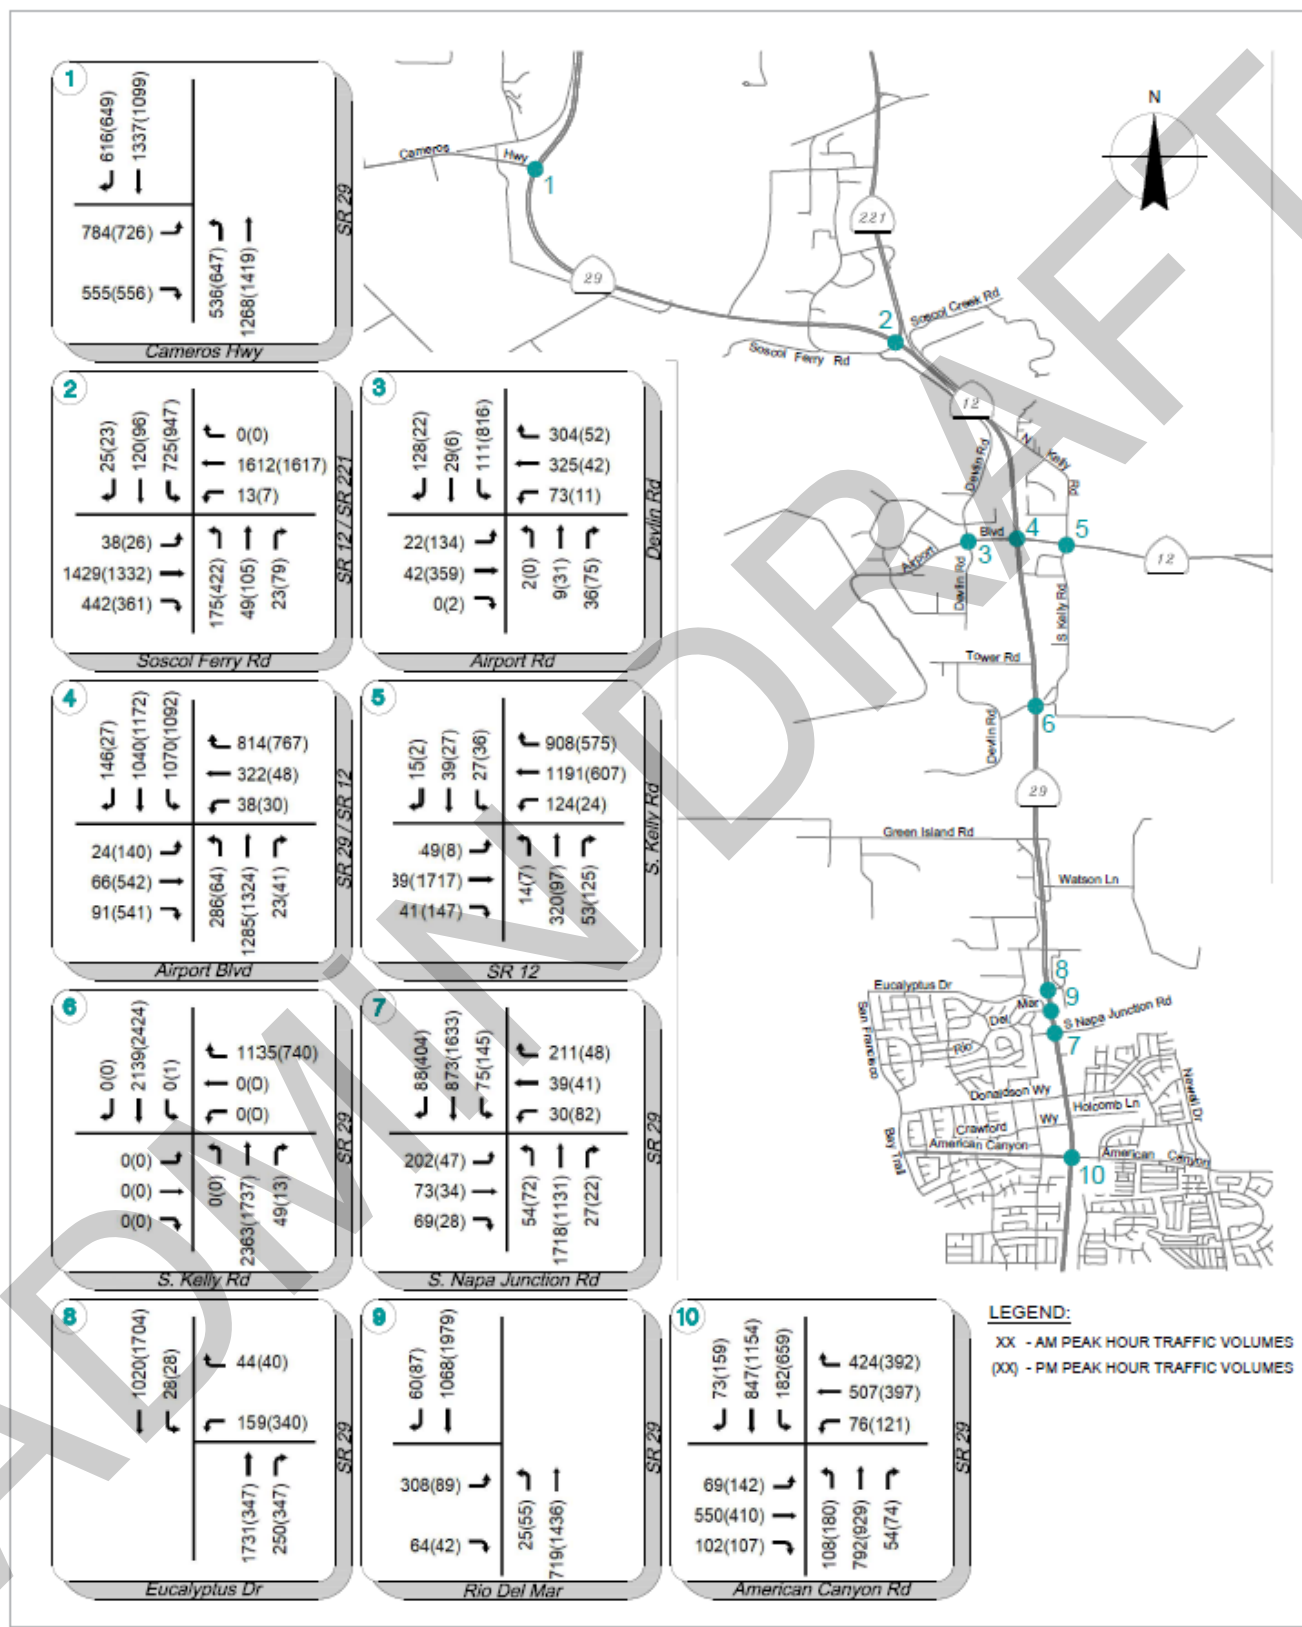 1
616(649)
1337(1099)
784(726)
555(556)
536(647)
1268(1419)
SR 29
Cameros Hwy
2
25(23)
120(96)
725(947)
0(0)
1612(1617)
13(7)
38(26)
1429(1332)
442(361)
175(422)
49(105)
23(79)
SR 12 / SR 221
Soscol Ferry Rd
3
128(22)
29(6)
111(816)
304(52)
325(42)
73(11)
22(134)
42(359)
0(2)
2(0)
9(31)
36(75)
Devlin Rd
Airport Rd
4
146(27)
1040(1172)
1070(1092)
814(767)
322(48)
38(30)
24(140)
66(542)
91(541)
286(64)
1285(1324)
23(41)
SR 29 / SR 12
Airport Blvd
5
15(2)
39(27)
27(36)
908(575)
1191(607)
124(24)
49(8)
39(1717)
41(147)
14(7)
320(97)
53(125)
S. Kelly Rd
SR 12
6
0(0)
2139(2424)
0(1)
1135(740)
0(0)
0(0)
0(0)
0(0)
0(0)
0(0)
2363(1737)
49(13)
SR 29
S. Kelly Rd
7
88(404)
873(1633)
75(145)
211(48)
39(41)
30(82)
202(47)
73(34)
69(28)
54(72)
1718(1131)
27(22)
SR 29
S. Napa Junction Rd
8
1020(1704)
28(28)
44(40)
159(340)
1731(347)
250(347)
SR 29
Eucalyptus Dr
9
60(87)
1068(1979)
308(89)
64(42)
25(55)
719(1436)
SR 29
Rio Del Mar
10
73(159)
847(1154)
182(659)
424(392)
507(397)
76(121)
69(142)
550(410)
102(107)
108(180)
792(929)
54(74)
SR 29
American Canyon Rd
N
Cameros Hwy
1
29
221
2
Soscol Creek Rd
Soscol Ferry Rd
12
N Kelly Rd
Devlin Rd
Airport Blvd
3
4
5
12
Devlin Rd
S Kelly Rd
Tower Rd
6
Devlin Rd
29
Green Island Rd
Watson Ln
8
Eucalyptus Dr
9
Rio Del Mar
S Napa Junction Rd
7
San Francisco
Bay Trail
Donaldson Wy
Holcomb Ln
Newell Dr
Crawford Wy
American Canyon
American Canyon
10
LEGEND:
XX - AM PEAK HOUR TRAFFIC VOLUMES
(XX) - PM PEAK HOUR TRAFFIC VOLUMES
ADMIN DRAFT